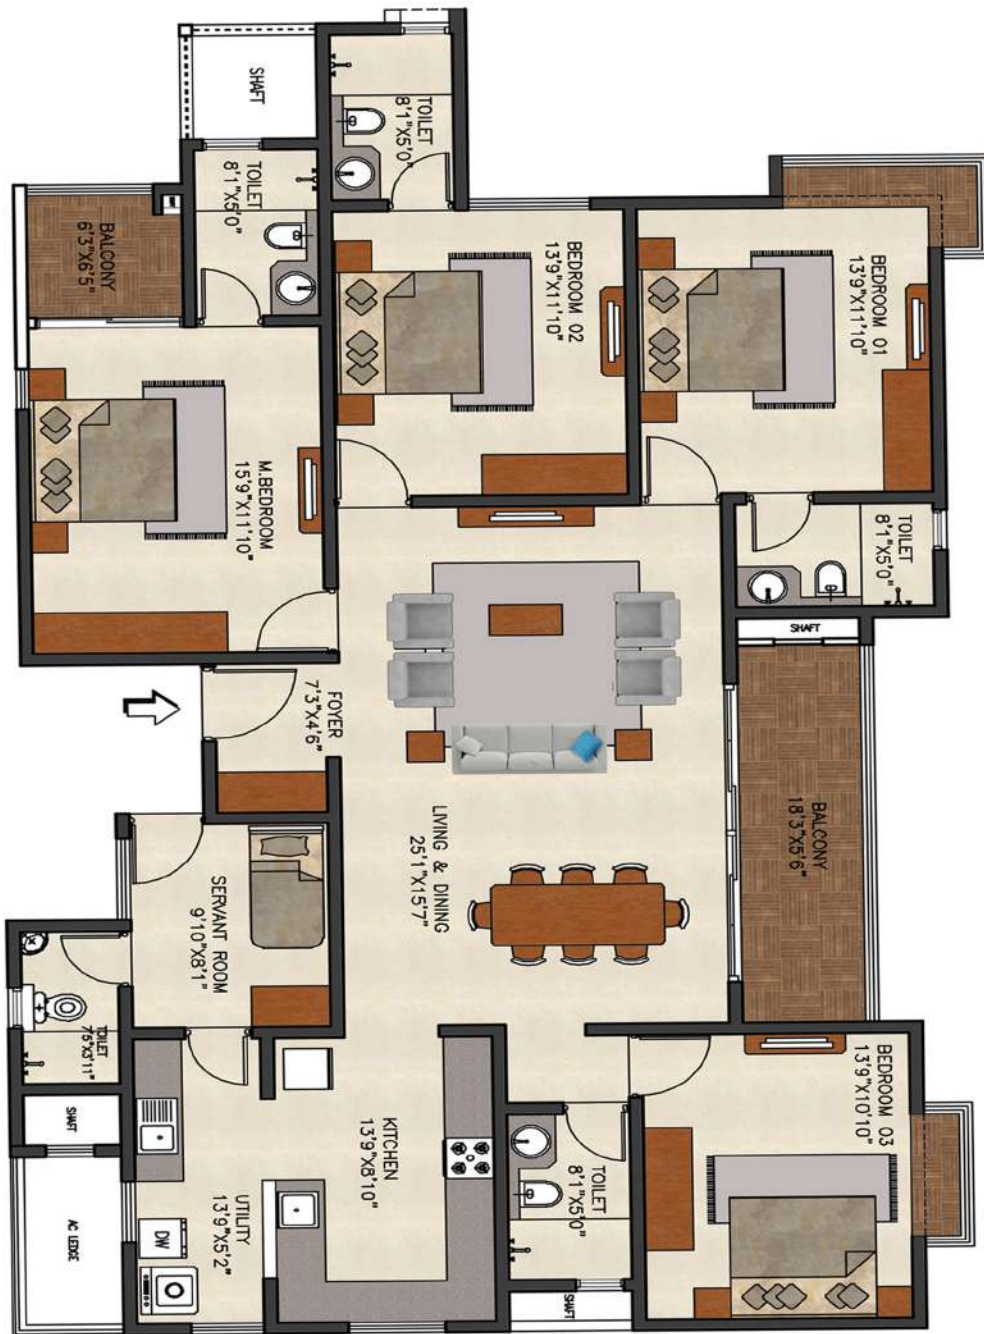 SHAFT
TOILET
8'1"X5'0"
TOILET
8'1"X5'0"
BALCONY
6'3"X6'5"
BEDROOM 02
13'9"X11'10"
BEDROOM 01
13'9"X11'10"
M.BEDROOM
15'9"X11'10"
TOILET
8'1"X5'0"
SHAFT
FOYER
7'3"X4'6"
LIVING & DINING
25'1"X15'7"
BALCONY
18'3"X5'6"
SERVANT ROOM
9'10"X8'1"
TOILET
7'5"X3'11"
SHAFT
AC LEDGE
KITCHEN
13'9"X8'10"
UTILITY
13'9"X5'2"
DW
TOILET
8'1"X5'0"
SHAFT
BEDROOM 03
13'9"X10'10"